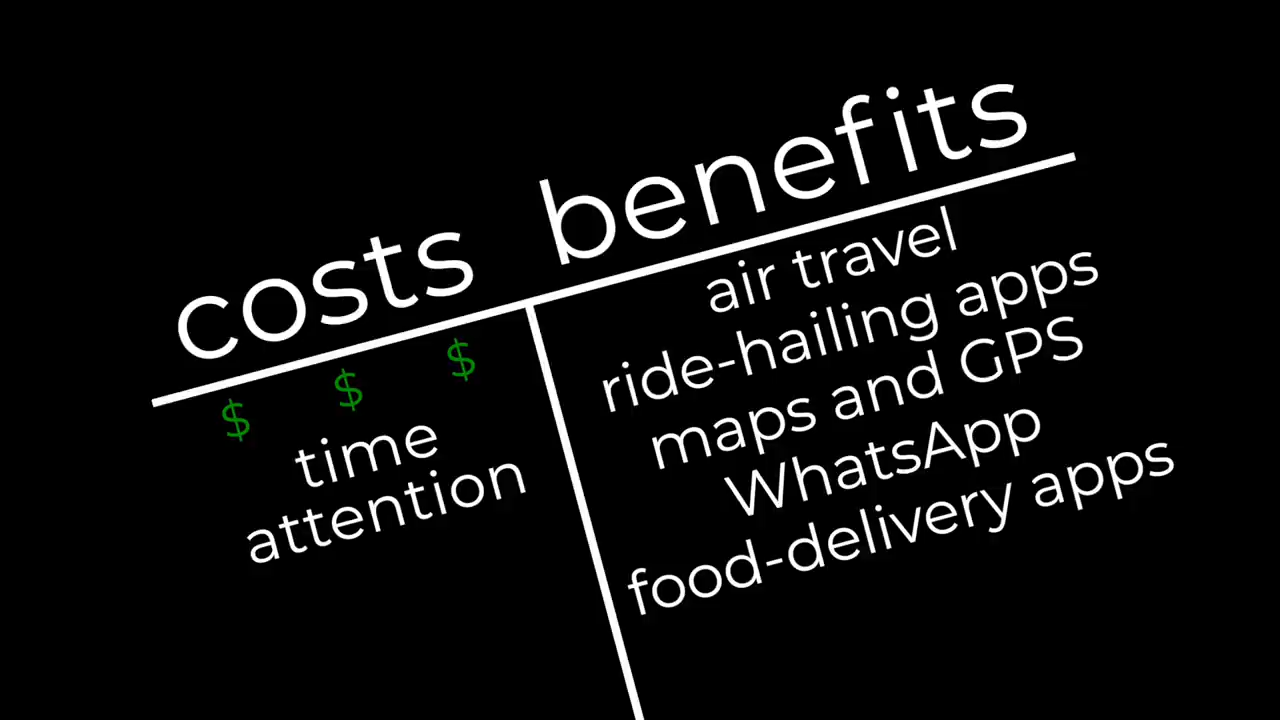 costs benefits
$ $ $
time
attention
air travel
ride-hailing apps
maps and GPS
WhatsApp
food-delivery apps